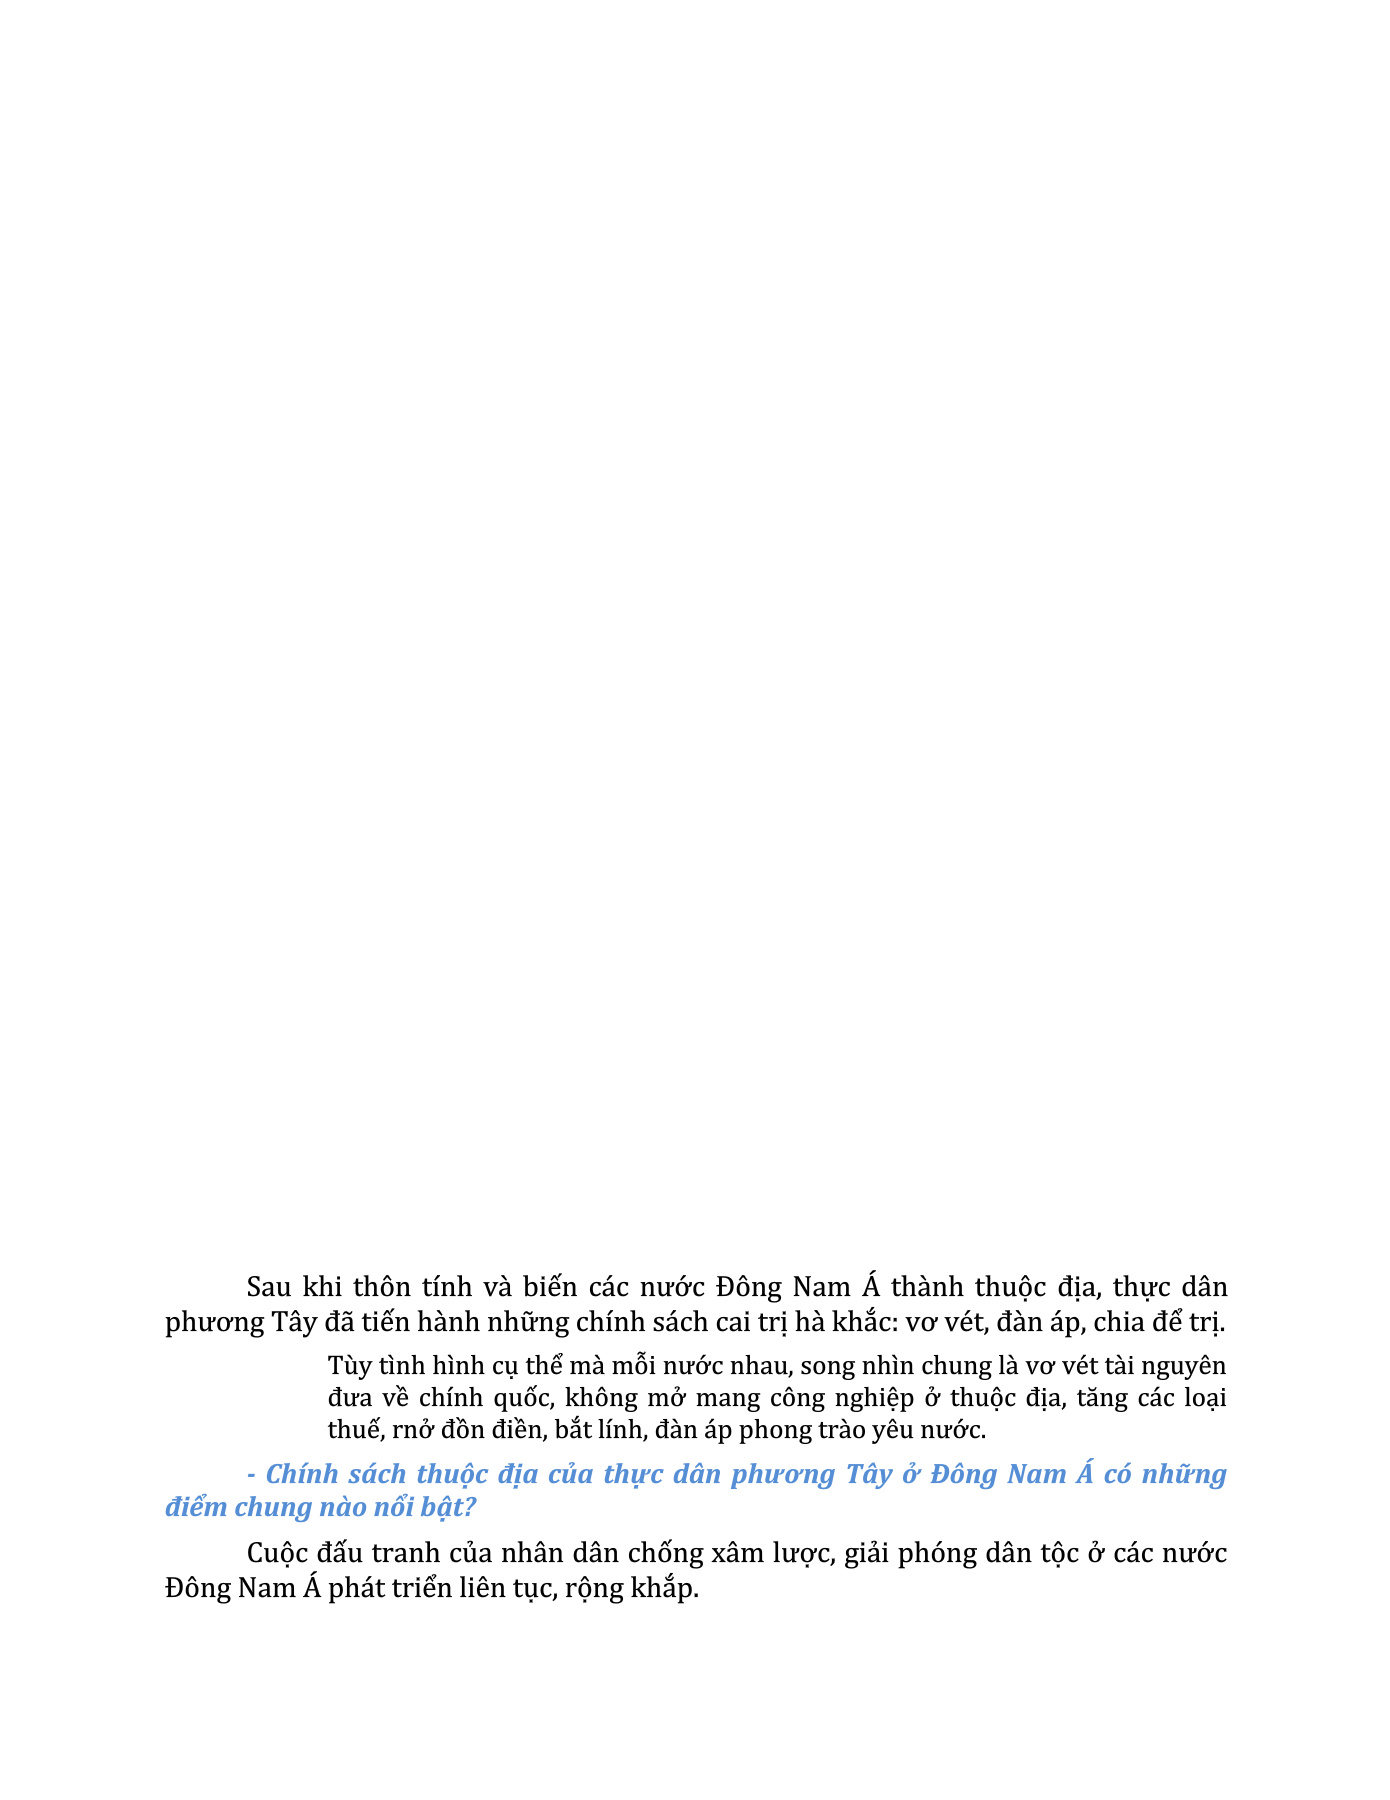 Sau khi thôn tính và biến các nước Đông Nam Á thành thuộc địa, thực dân
phương Tây đã tiến hành những chính sách cai trị hà khắc: vơ vét, đàn áp, chia để trị.
Tùy tình hình cụ thể mà mỗi nước nhau, song nhìn chung là vơ vét tài nguyên
đưa về chính quốc, không mở mang công nghiệp ở thuộc địa, tăng các loại
thuế, rnở đồn điền, bắt lính, đàn áp phong trào yêu nước.
- Chính sách thuộc địa của thực dân phương Tây ở Đông Nam Á có những
điểm chung nào nổi bật?
Cuộc đấu tranh của nhân dân chống xâm lược, giải phóng dân tộc ở các nước
Đông Nam Á phát triển liên tục, rộng khắp.